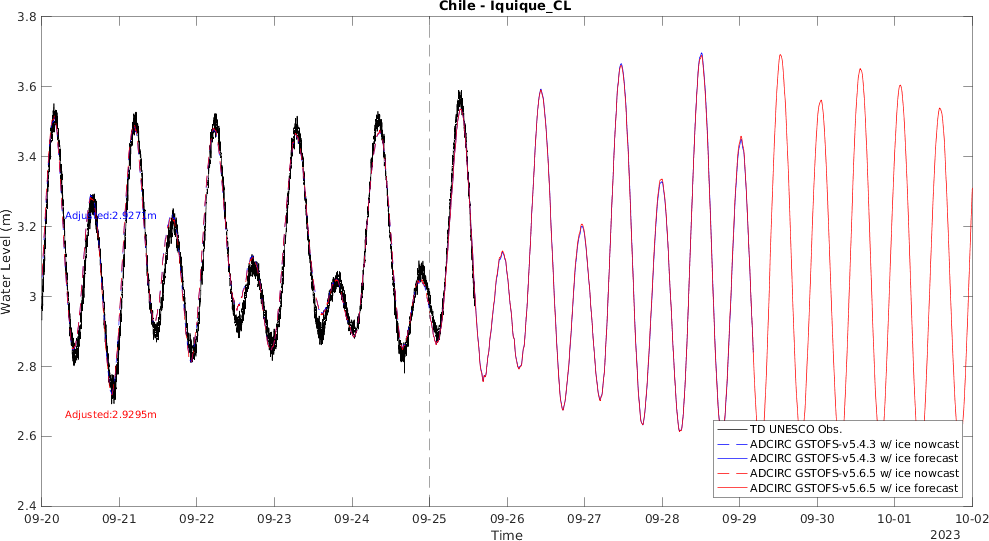 Chile - Iquique_CL
3.8
3.6
3.4
3.2
3
2.8
2.6
2.4
Water Level (m)
Adjusted:2.9271m
Adjusted:2.9295m
TD UNESCO Obs.
ADCIRC GSTOFS-v5.4.3 w/ ice nowcast
ADCIRC GSTOFS-v5.4.3 w/ ice forecast
ADCIRC GSTOFS-v5.6.5 w/ ice nowcast
ADCIRC GSTOFS-v5.6.5 w/ ice forecast
09-20 09-21 09-22 09-23 09-24 09-25 09-26 09-27 09-28 09-29 09-30 10-01 10-02
Time
2023